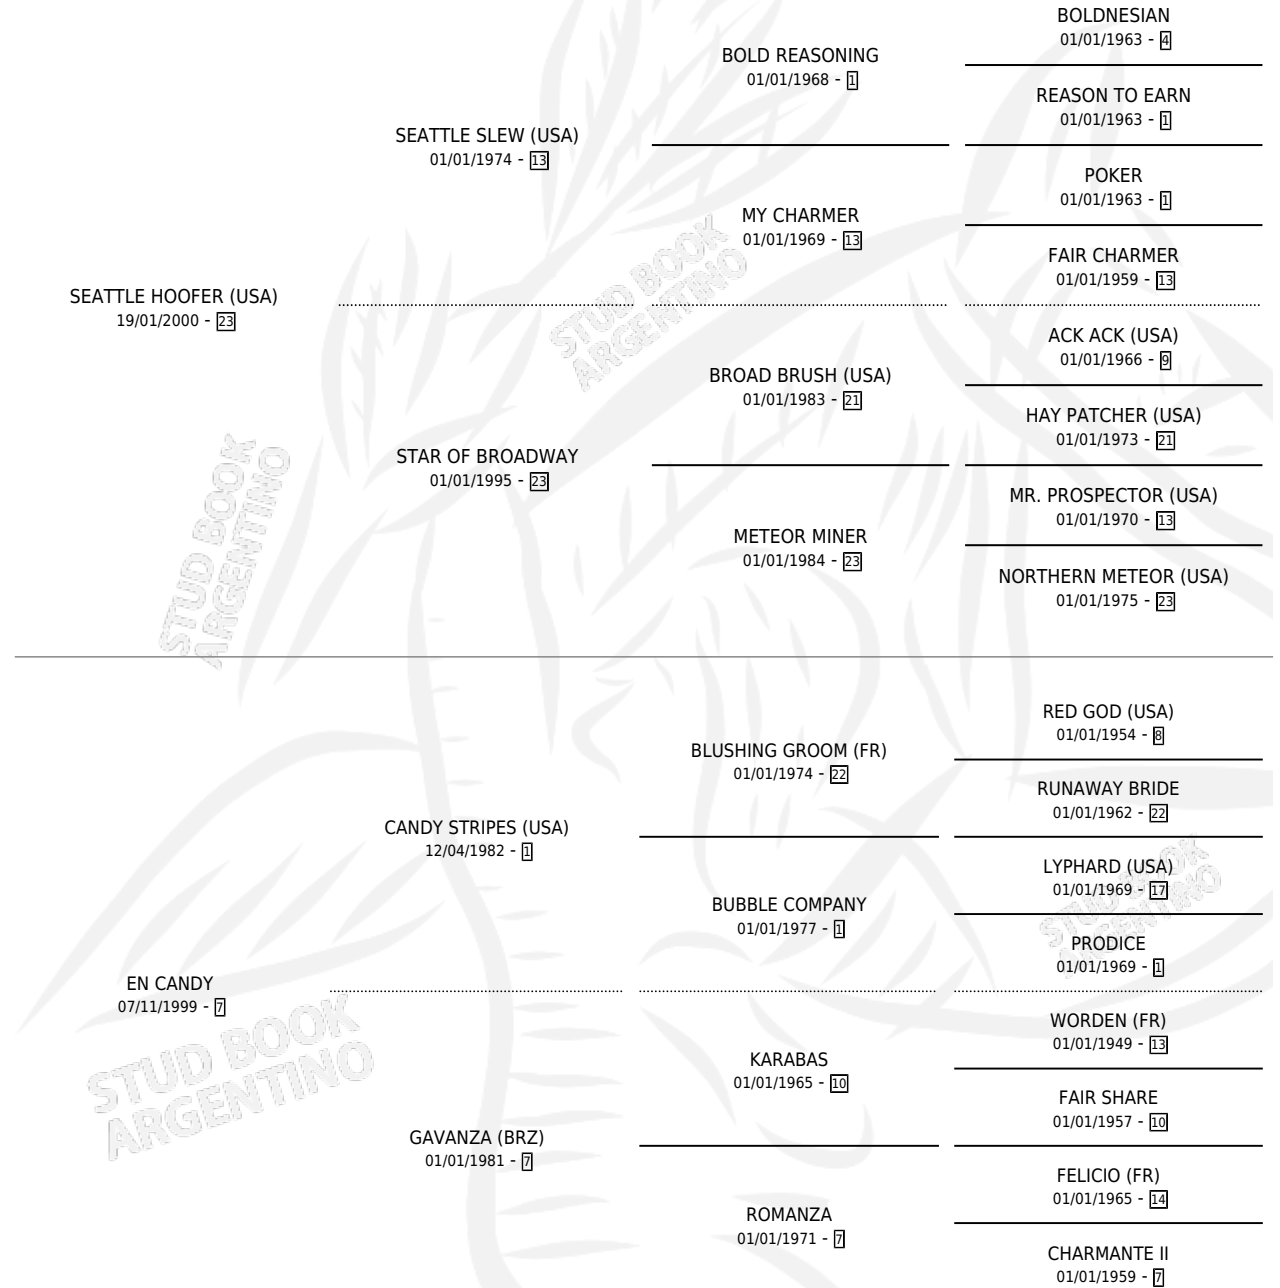 BOLDNESIAN
01/01/1963 - 4
BOLD REASONING
01/01/1968 - 1
REASON TO EARN
01/01/1963 - 1
SEATTLE SLEW (USA)
01/01/1974 - 13
POKER
01/01/1963 - 1
MY CHARMER
01/01/1969 - 13
FAIR CHARMER
01/01/1959 - 13
SEATTLE HOOFER (USA)
19/01/2000 - 23
STUD BOOK
ARGENTINO
ACK ACK (USA)
01/01/1966 - 9
BROAD BRUSH (USA)
01/01/1983 - 21
HAY PATCHER (USA)
01/01/1973 - 21
STAR OF BROADWAY
01/01/1995 - 23
MR. PROSPECTOR (USA)
01/01/1970 - 13
METEOR MINER
01/01/1984 - 23
NORTHERN METEOR (USA)
01/01/1975 - 23
STUD BOOK
ARGENTINO
RED GOD (USA)
01/01/1954 - 8
BLUSHING GROOM (FR)
01/01/1974 - 22
RUNAWAY BRIDE
01/01/1962 - 22
CANDY STRIPES (USA)
12/04/1982 - 1
LYPHARD (USA)
01/01/1969 - 17
BUBBLE COMPANY
01/01/1977 - 1
STUD BOOK
ARGENTINO
PRODICE
01/01/1969 - 1
EN CANDY
07/11/1999 - 7
WORDEN (FR)
01/01/1949 - 13
KARABAS
01/01/1965 - 10
FAIR SHARE
01/01/1957 - 10
STUD BOOK
ARGENTINO
GAVANZA (BRZ)
01/01/1981 - 7
FELICIO (FR)
01/01/1965 - 14
ROMANZA
01/01/1971 - 7
CHARMANTE II
01/01/1959 - 7